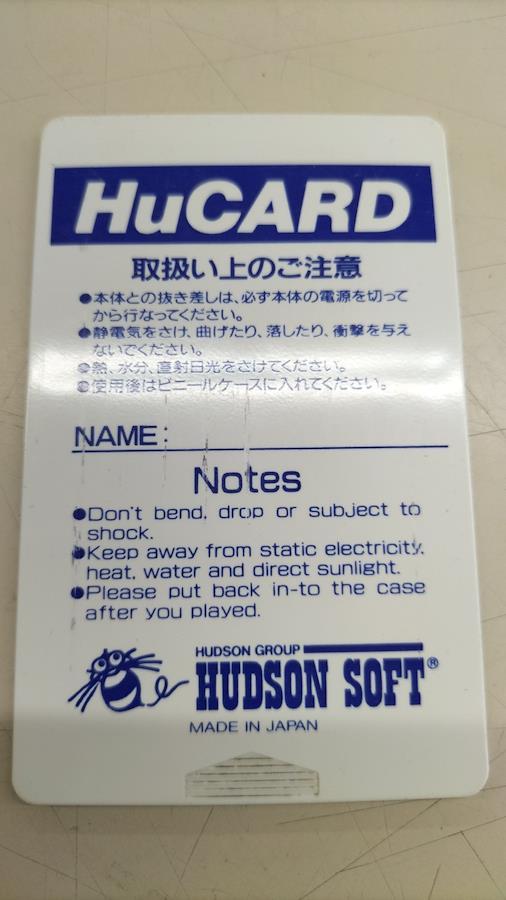 HuCARD
取扱い上のご注意
●本体との抜き差しは、必ず本体の電源を切って
から行なってください。
●静電気をさけ、曲げたり、落したり、衝撃を与え
ないでください。
●熱、水分、直射日光をさけてください。
●使用後はビニールケースに入れてください。
NAME:
Notes
●Don't bend, drop or subject to
shock.
●Keep away from static electricity,
heat, water and direct sunlight.
●Please put back in-to the case
after you played.
HUDSON GROUP
HUDSON SOFT®
MADE IN JAPAN